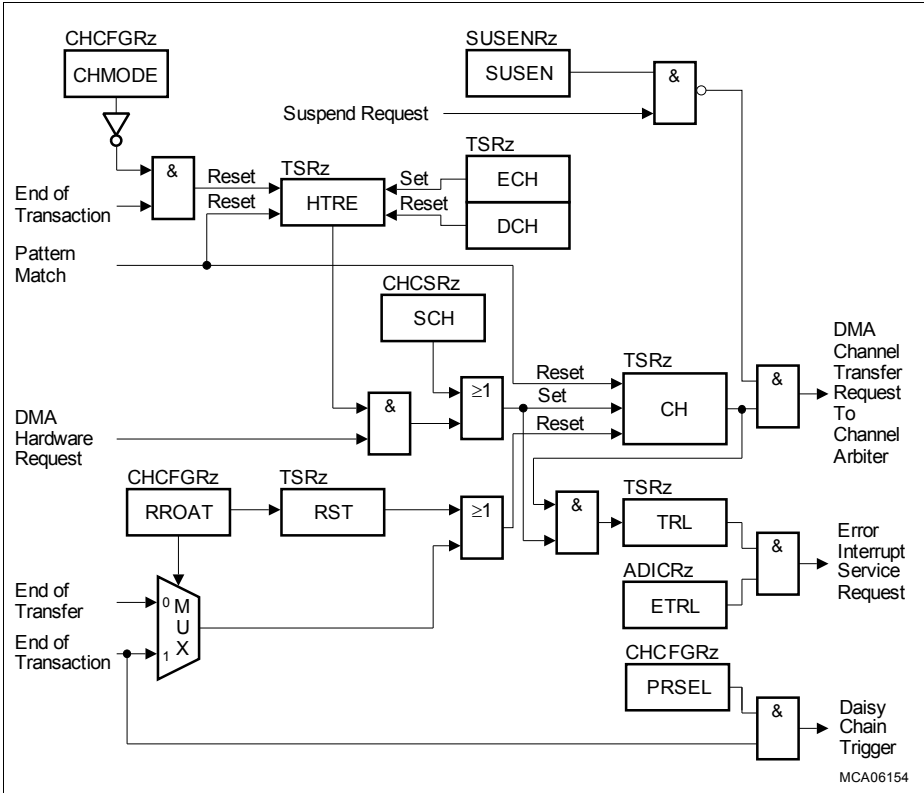 CHCFGRz
CHMODE
SUSENRz
SUSEN
&
Suspend Request
TSRz
ECH
DCH
Set
Reset
&
Reset
Reset
TSRz
HTRE
End of
Transaction
Pattern
Match
CHCSRz
SCH
DMA
Hardware
Request
&
≥1
Reset
Set
Reset
TSRz
CH
&
DMA
Channel
Transfer
Request
To
Channel
Arbiter
CHCFGRz
RROAT
TSRz
RST
≥1
&
TSRz
TRL
ADICRz
ETRL
&
Error
Interrupt
Service
Request
End of
Transfer
End of
Transaction
0
1
M
U
X
CHCFGRz
PRSEL
&
Daisy
Chain
Trigger
MCA06154